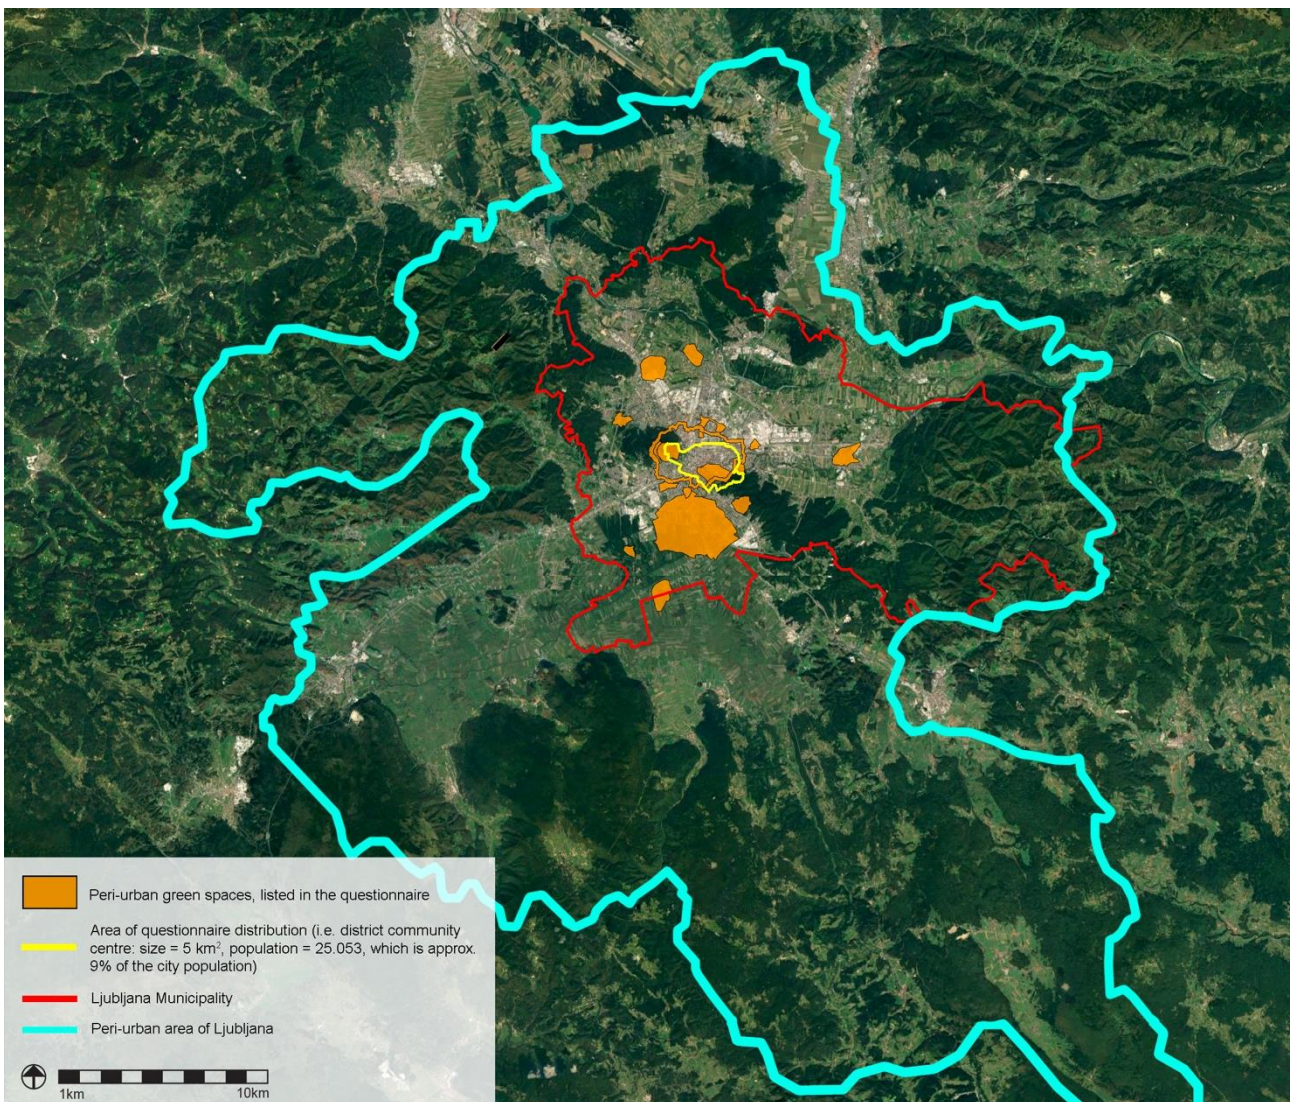 Peri-urban green spaces, listed in the questionnaire
Area of questionnaire distribution (i.e. district community
centre: size = 5 km², population = 25.053, which is approx.
9% of the city population)
Ljubljana Municipality
Peri-urban area of Ljubljana
1km 10km